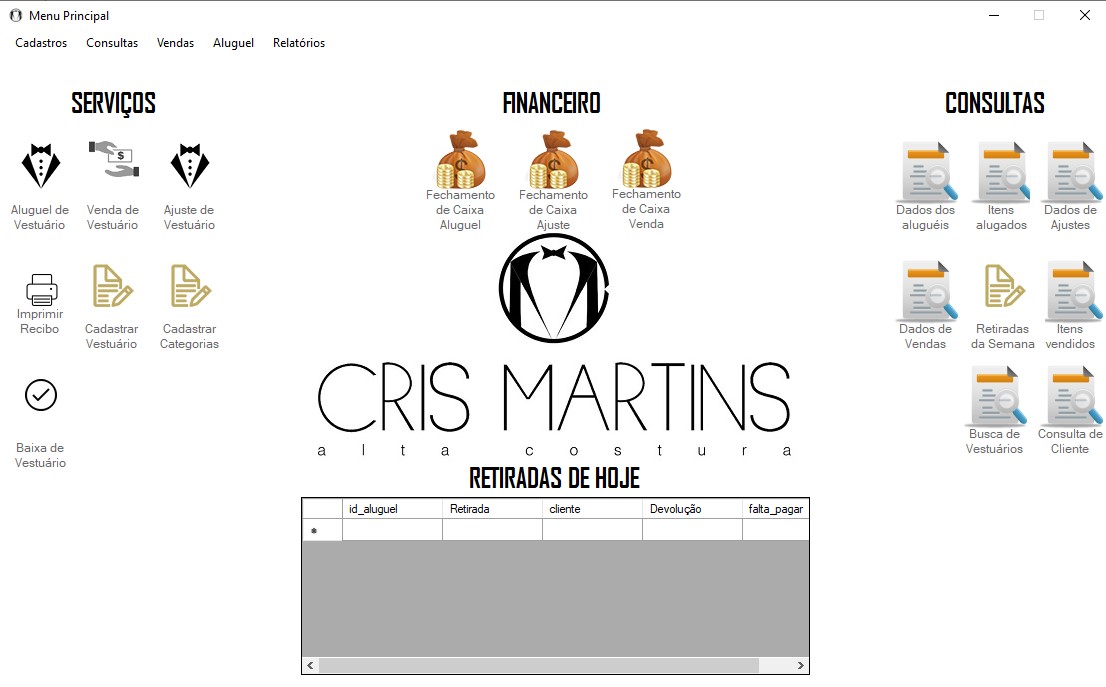 Menu Principal
Cadastros Consultas Vendas Aluguel Relatórios
SERVIÇOS
Aluguel de
Vestuário
Venda de
Vestuário
Ajuste de
Vestuário
Imprimir
Recibo
Cadastrar
Vestuário
Cadastrar
Categorias
Baixa de
Vestuário
FINANCEIRO
Fechamento
de Caixa
Aluguel
Fechamento
de Caixa
Ajuste
Fechamento
de Caixa
Venda
CRIS MARTINS
alta costura
RETIRADAS DE HOJE
id_aluguel Retirada cliente Devolução falta_pagar
CONSULTAS
Dados dos
aluguéis
Itens
alugados
Dados de
Ajustes
Dados de
Vendas
Retiradas
da Semana
Itens
vendidos
Busca de
Vestuários
Consulta de
Cliente